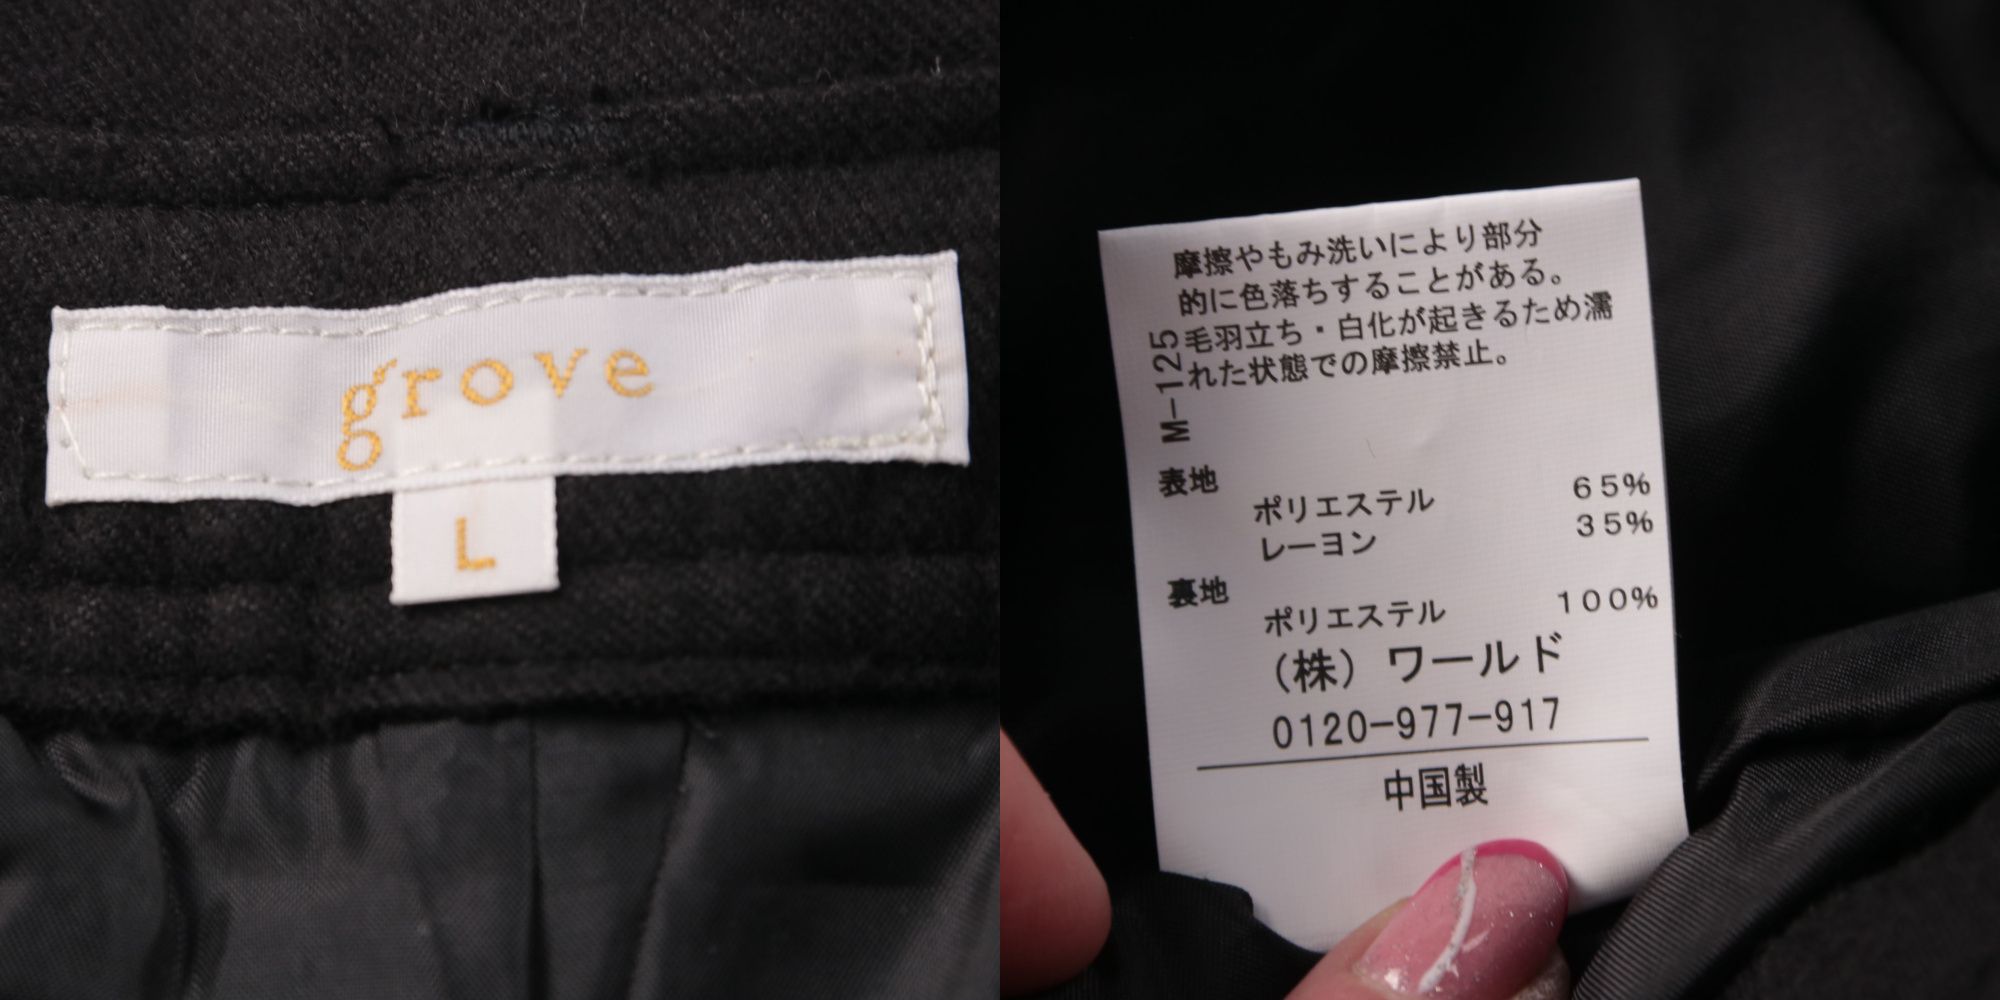 grove
L
摩擦やもみ洗いにより部分
的に色落ちすることがある。
毛羽立ち・白化が起きるため濡
れた状態での摩擦禁止。
M-125
表地
ポリエステル 65%
レーヨン 35%
裏地
ポリエステル 100%
(株) ワールド
0120-977-917
中国製